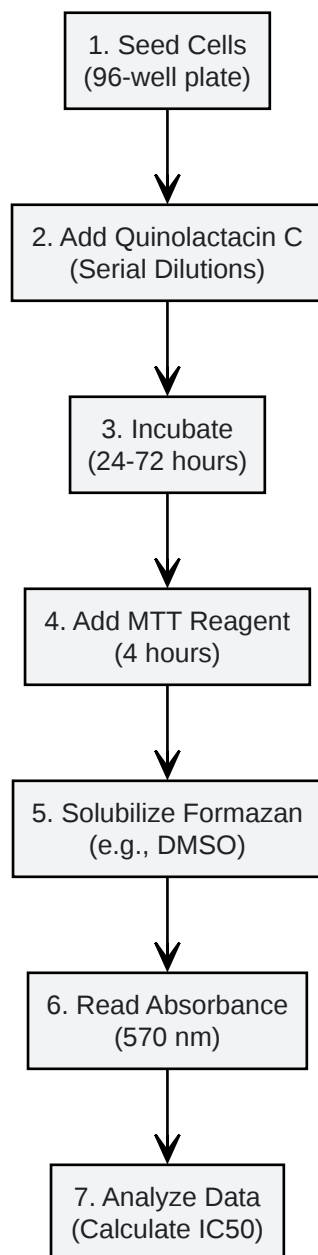 1. Seed Cells
(96-well plate)
2. Add Quinolactacin C
(Serial Dilutions)
3. Incubate
(24-72 hours)
4. Add MTT Reagent
(4 hours)
5. Solubilize Formazan
(e.g., DMSO)
6. Read Absorbance
(570 nm)
7. Analyze Data
(Calculate IC50)